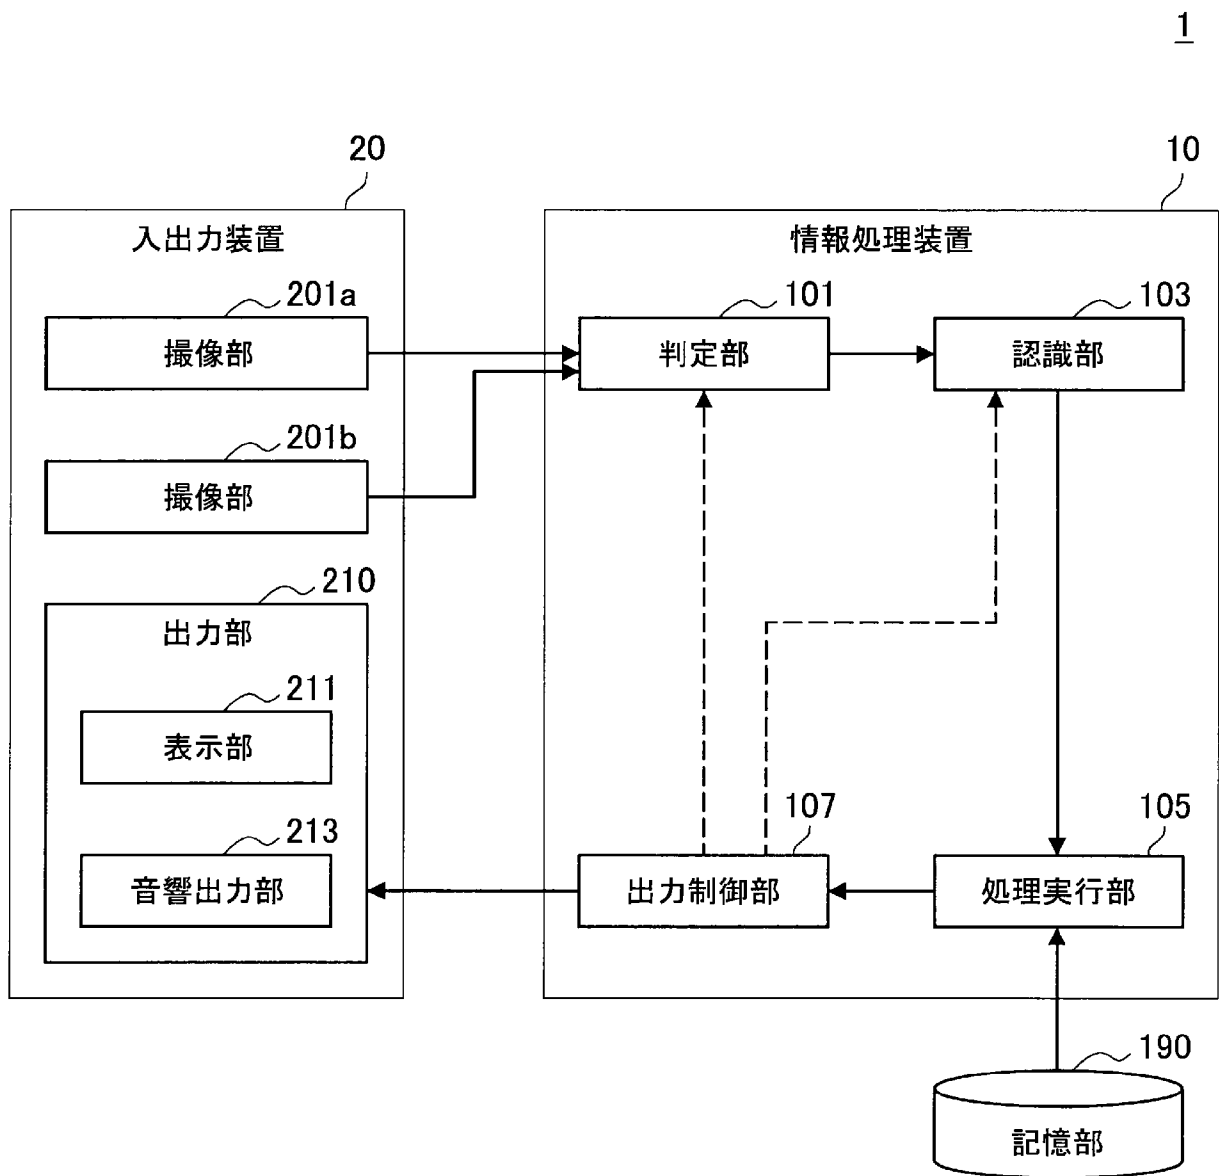 1
20
入出力装置
201a
撮像部
201b
撮像部
210
出力部
211
表示部
213
音響出力部
10
情報処理装置
101
判定部
103
認識部
107
出力制御部
105
処理実行部
190
記憶部